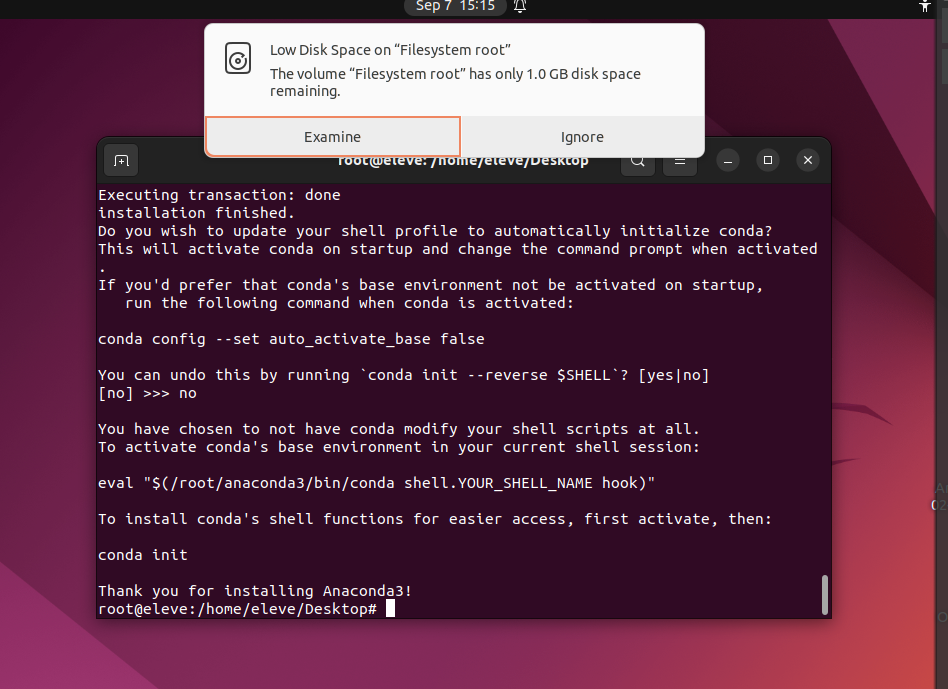 Sep 7 15:15
Low Disk Space on “Filesystem root”
The volume “Filesystem root” has only 1.0 GB disk space
remaining.
Examine
Ignore
root@eleve: /home/eleve/Desktop
Executing transaction: done
installation finished.
Do you wish to update your shell profile to automatically initialize conda?
This will activate conda on startup and change the command prompt when activated
.
If you'd prefer that conda's base environment not be activated on startup,
   run the following command when conda is activated:
conda config --set auto_activate_base false
You can undo this by running `conda init --reverse $SHELL`? [yes|no]
[no] >>> no
You have chosen to not have conda modify your shell scripts at all.
To activate conda's base environment in your current shell session:
eval "$(/root/anaconda3/bin/conda shell.YOUR_SHELL_NAME hook)"
To install conda's shell functions for easier access, first activate, then:
conda init
Thank you for installing Anaconda3!
root@eleve:/home/eleve/Desktop#